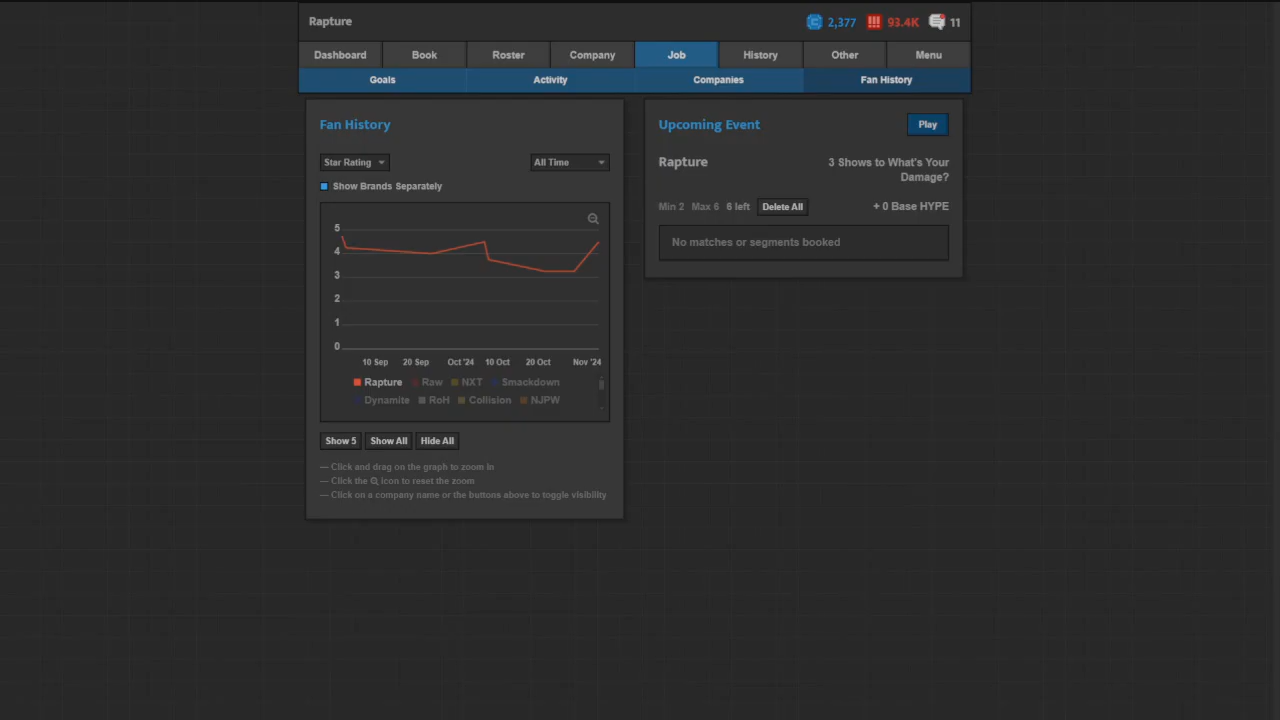 Rapture
2,377
93.4K
11
Dashboard Book Roster Company Job History Other Menu
Goals Activity Companies Fan History
Fan History
Star Rating
All Time
Show Brands Separately
5
4
3
2
1
0
10 Sep 20 Sep Oct '24 10 Oct 20 Oct Nov '24
Rapture Raw NXT Smackdown
Dynamite RoH Collision NJPW
Show 5 Show All Hide All
— Click and drag on the graph to zoom in
— Click the icon to reset the zoom
— Click on a company name or the buttons above to toggle visibility
Upcoming Event
Play
Rapture
3 Shows to What's Your
Damage?
Min 2 Max 6 6 left Delete All
+ 0 Base HYPE
No matches or segments booked